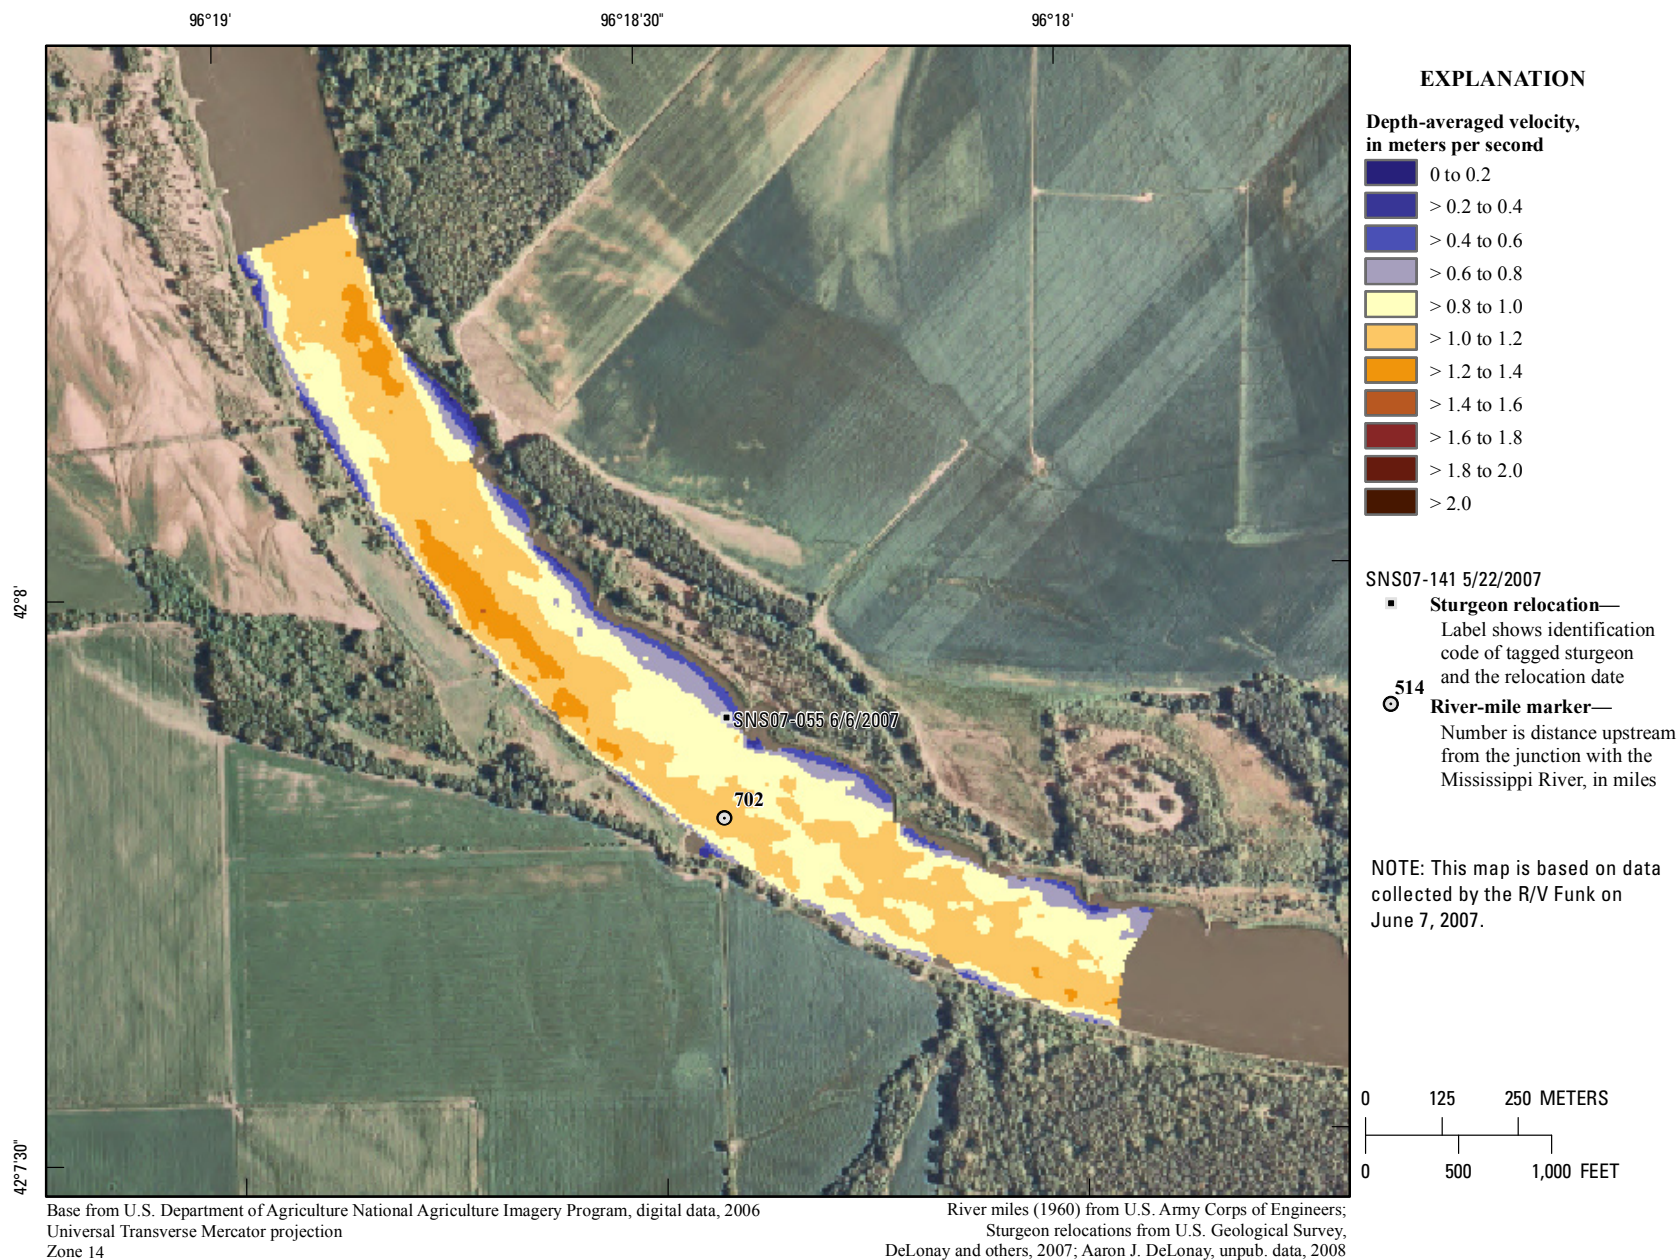 96°19'
96°18'30"
96°18'
42°8'
42°7'30"
SNS07-055 6/6/2007
702
EXPLANATION
Depth-averaged velocity,
in meters per second
0 to 0.2
> 0.2 to 0.4
> 0.4 to 0.6
> 0.6 to 0.8
> 0.8 to 1.0
> 1.0 to 1.2
> 1.2 to 1.4
> 1.4 to 1.6
> 1.6 to 1.8
> 1.8 to 2.0
> 2.0
SNS07-141 5/22/2007
Sturgeon relocation—
Label shows identification
code of tagged sturgeon
and the relocation date
514
River-mile marker—
Number is distance upstream
from the junction with the
Mississippi River, in miles
NOTE: This map is based on data
collected by the R/V Funk on
June 7, 2007.
0 125 250 METERS
0 500 1,000 FEET
Base from U.S. Department of Agriculture National Agriculture Imagery Program, digital data, 2006
Universal Transverse Mercator projection
Zone 14
River miles (1960) from U.S. Army Corps of Engineers;
Sturgeon relocations from U.S. Geological Survey,
DeLonay and others, 2007; Aaron J. DeLonay, unpub. data, 2008